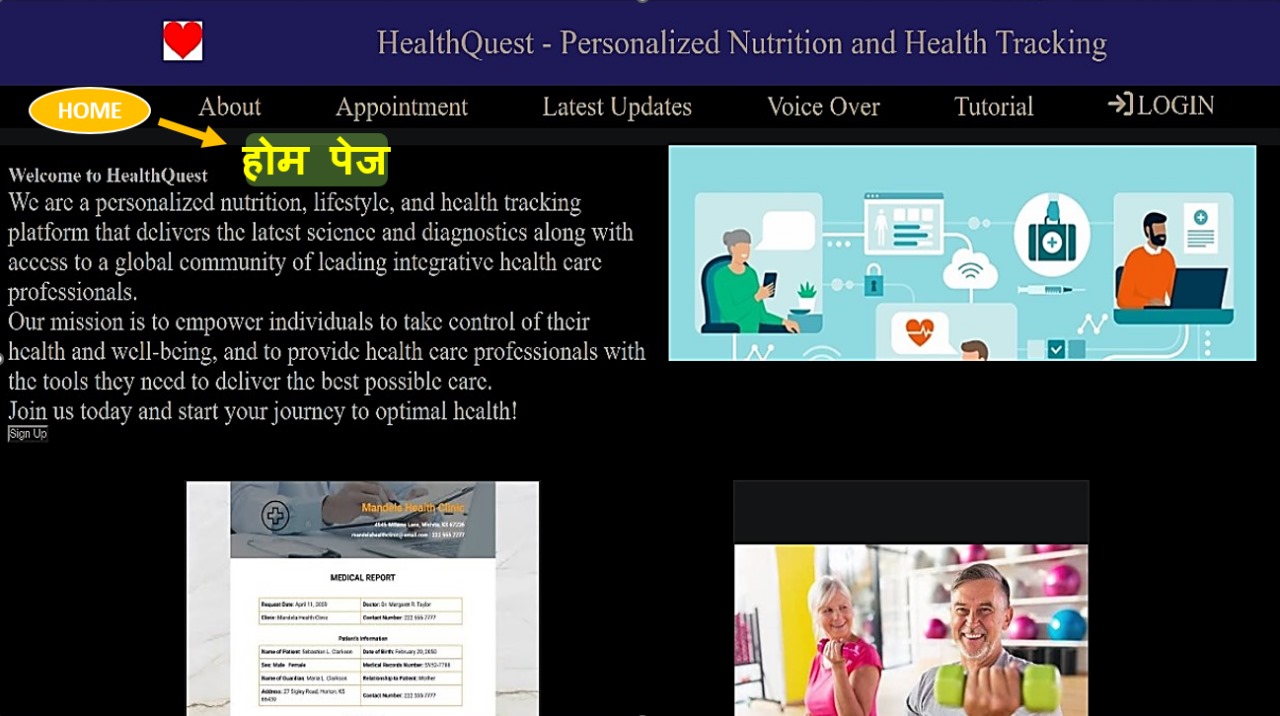 HealthQuest - Personalized Nutrition and Health Tracking
HOME About Appointment Latest Updates Voice Over Tutorial LOGIN
होम पेज
Welcome to HealthQuest
We are a personalized nutrition, lifestyle, and health tracking
platform that delivers the latest science and diagnostics along with
access to a global community of leading integrative health care
professionals.
Our mission is to empower individuals to take control of their
health and well-being, and to provide health care professionals with
the tools they need to deliver the best possible care.
Join us today and start your journey to optimal health!
Sign Up
Mandela Health Clinic
Lane, Wichita, KS 67226
mandelahealthclinic@email.com | 222 555 7777
MEDICAL REPORT
Request Date: April 11, Doctor: Dr. Margaret R. Taylor
Clinic: Mandela Health Clinic Contact Number: 222 555-7777
Patient's Information
Name of Patient: Sebastien L. Clarkson Date of Birth: February 20,
Sex: Male Female Medical Records Number:
Name of Guardian: Maria L. Clarkson Relationship to Patient: Mother
Address: 27 Road, Horton, KS Contact Number: 222 555-7777
66439